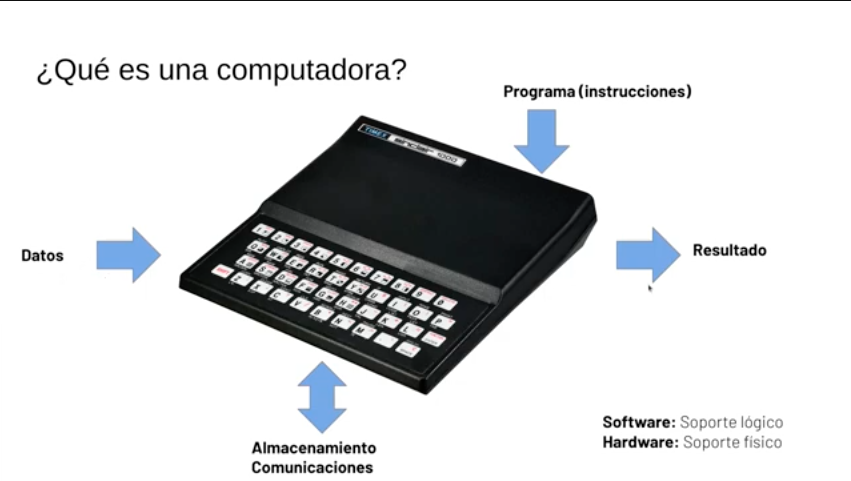 ¿Qué es una computadora?
Programa (instrucciones)
TIMEX sinclair 1000
Datos
Resultado
Almacenamiento
Comunicaciones
Software: Soporte lógico
Hardware: Soporte físico